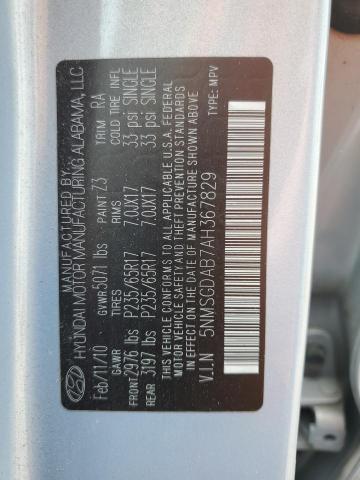 MANUFACTURED BY
HYUNDAI MOTOR MANUFACTURING ALABAMA, LLC
Feb/11/10 GVWR 5071 lbs PAINT Z3 TRIM RA
GAWR TIRES RIMS COLD TIRE INFL
FRONT 2976 lbs P235/65R17 7.0JX17 33 psi SINGLE
REAR 3197 lbs P235/65R17 7.0JX17 33 psi SINGLE
THIS VEHICLE CONFORMS TO ALL APPLICABLE U.S.A. FEDERAL
MOTOR VEHICLE SAFETY AND THEFT PREVENTION STANDARDS
IN EFFECT ON THE DATE OF MANUFACTURE SHOWN ABOVE.
TYPE: MPV
V.I.N 5NMSGDAB7AH367829